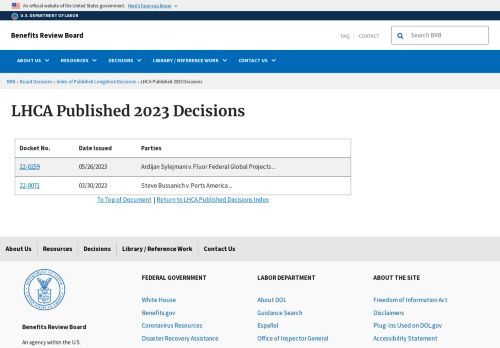 An official website of the United States government. Here's how you know
U.S. DEPARTMENT OF LABOR
Benefits Review Board
FAQ CONTACT
Search BRB
ABOUT US RESOURCES DECISIONS LIBRARY / REFERENCE WORK CONTACT US
BRB » Board Decisions » Index of Published Longshore Decisions » LHCA Published 2023 Decisions
LHCA Published 2023 Decisions
Docket No. Date Issued Parties
22-0259 05/26/2023 Ardijan Sylejmani v. Fluor Federal Global Projects ...
22-0071 03/30/2023 Steve Bussanich v. Ports America ...
To Top of Document | Return to LHCA Published Decisions Index
About Us Resources Decisions Library / Reference Work Contact Us
FEDERAL GOVERNMENT LABOR DEPARTMENT ABOUT THE SITE
White House About DOL Freedom of Information Act
Benefits.gov Guidance Search Disclaimers
Coronavirus Resources Español Plug-Ins Used on DOL.gov
Benefits Review Board Disaster Recovery Assistance Office of Inspector General Accessibility Statement
An agency within the U.S.